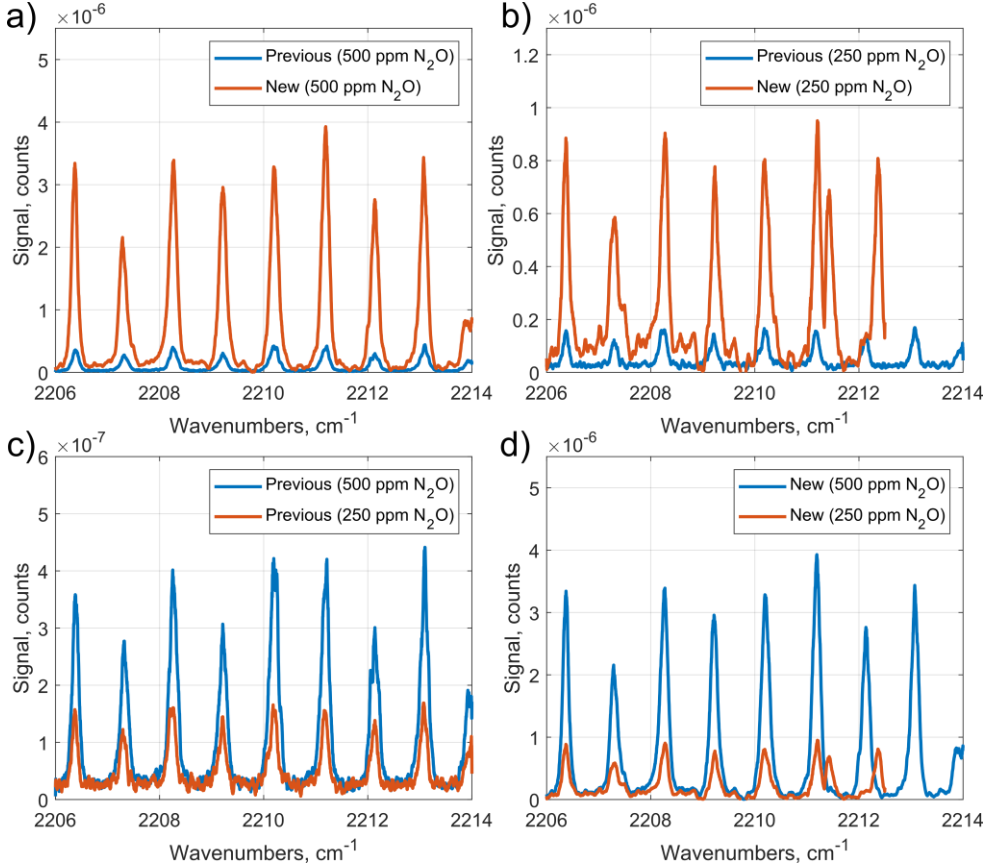 a)
×10⁻⁶
Previous (500 ppm N₂O)
New (500 ppm N₂O)
5
4
3
2
1
0
Signal, counts
2206 2208 2210 2212 2214
Wavenumbers, cm⁻¹
b)
×10⁻⁶
Previous (250 ppm N₂O)
New (250 ppm N₂O)
1.2
1
0.8
0.6
0.4
0.2
0
Signal, counts
2206 2208 2210 2212 2214
Wavenumbers, cm⁻¹
c)
×10⁻⁷
Previous (500 ppm N₂O)
Previous (250 ppm N₂O)
6
5
4
3
2
1
0
Signal, counts
2206 2208 2210 2212 2214
Wavenumbers, cm⁻¹
d)
×10⁻⁶
New (500 ppm N₂O)
New (250 ppm N₂O)
5
4
3
2
1
0
Signal, counts
2206 2208 2210 2212 2214
Wavenumbers, cm⁻¹